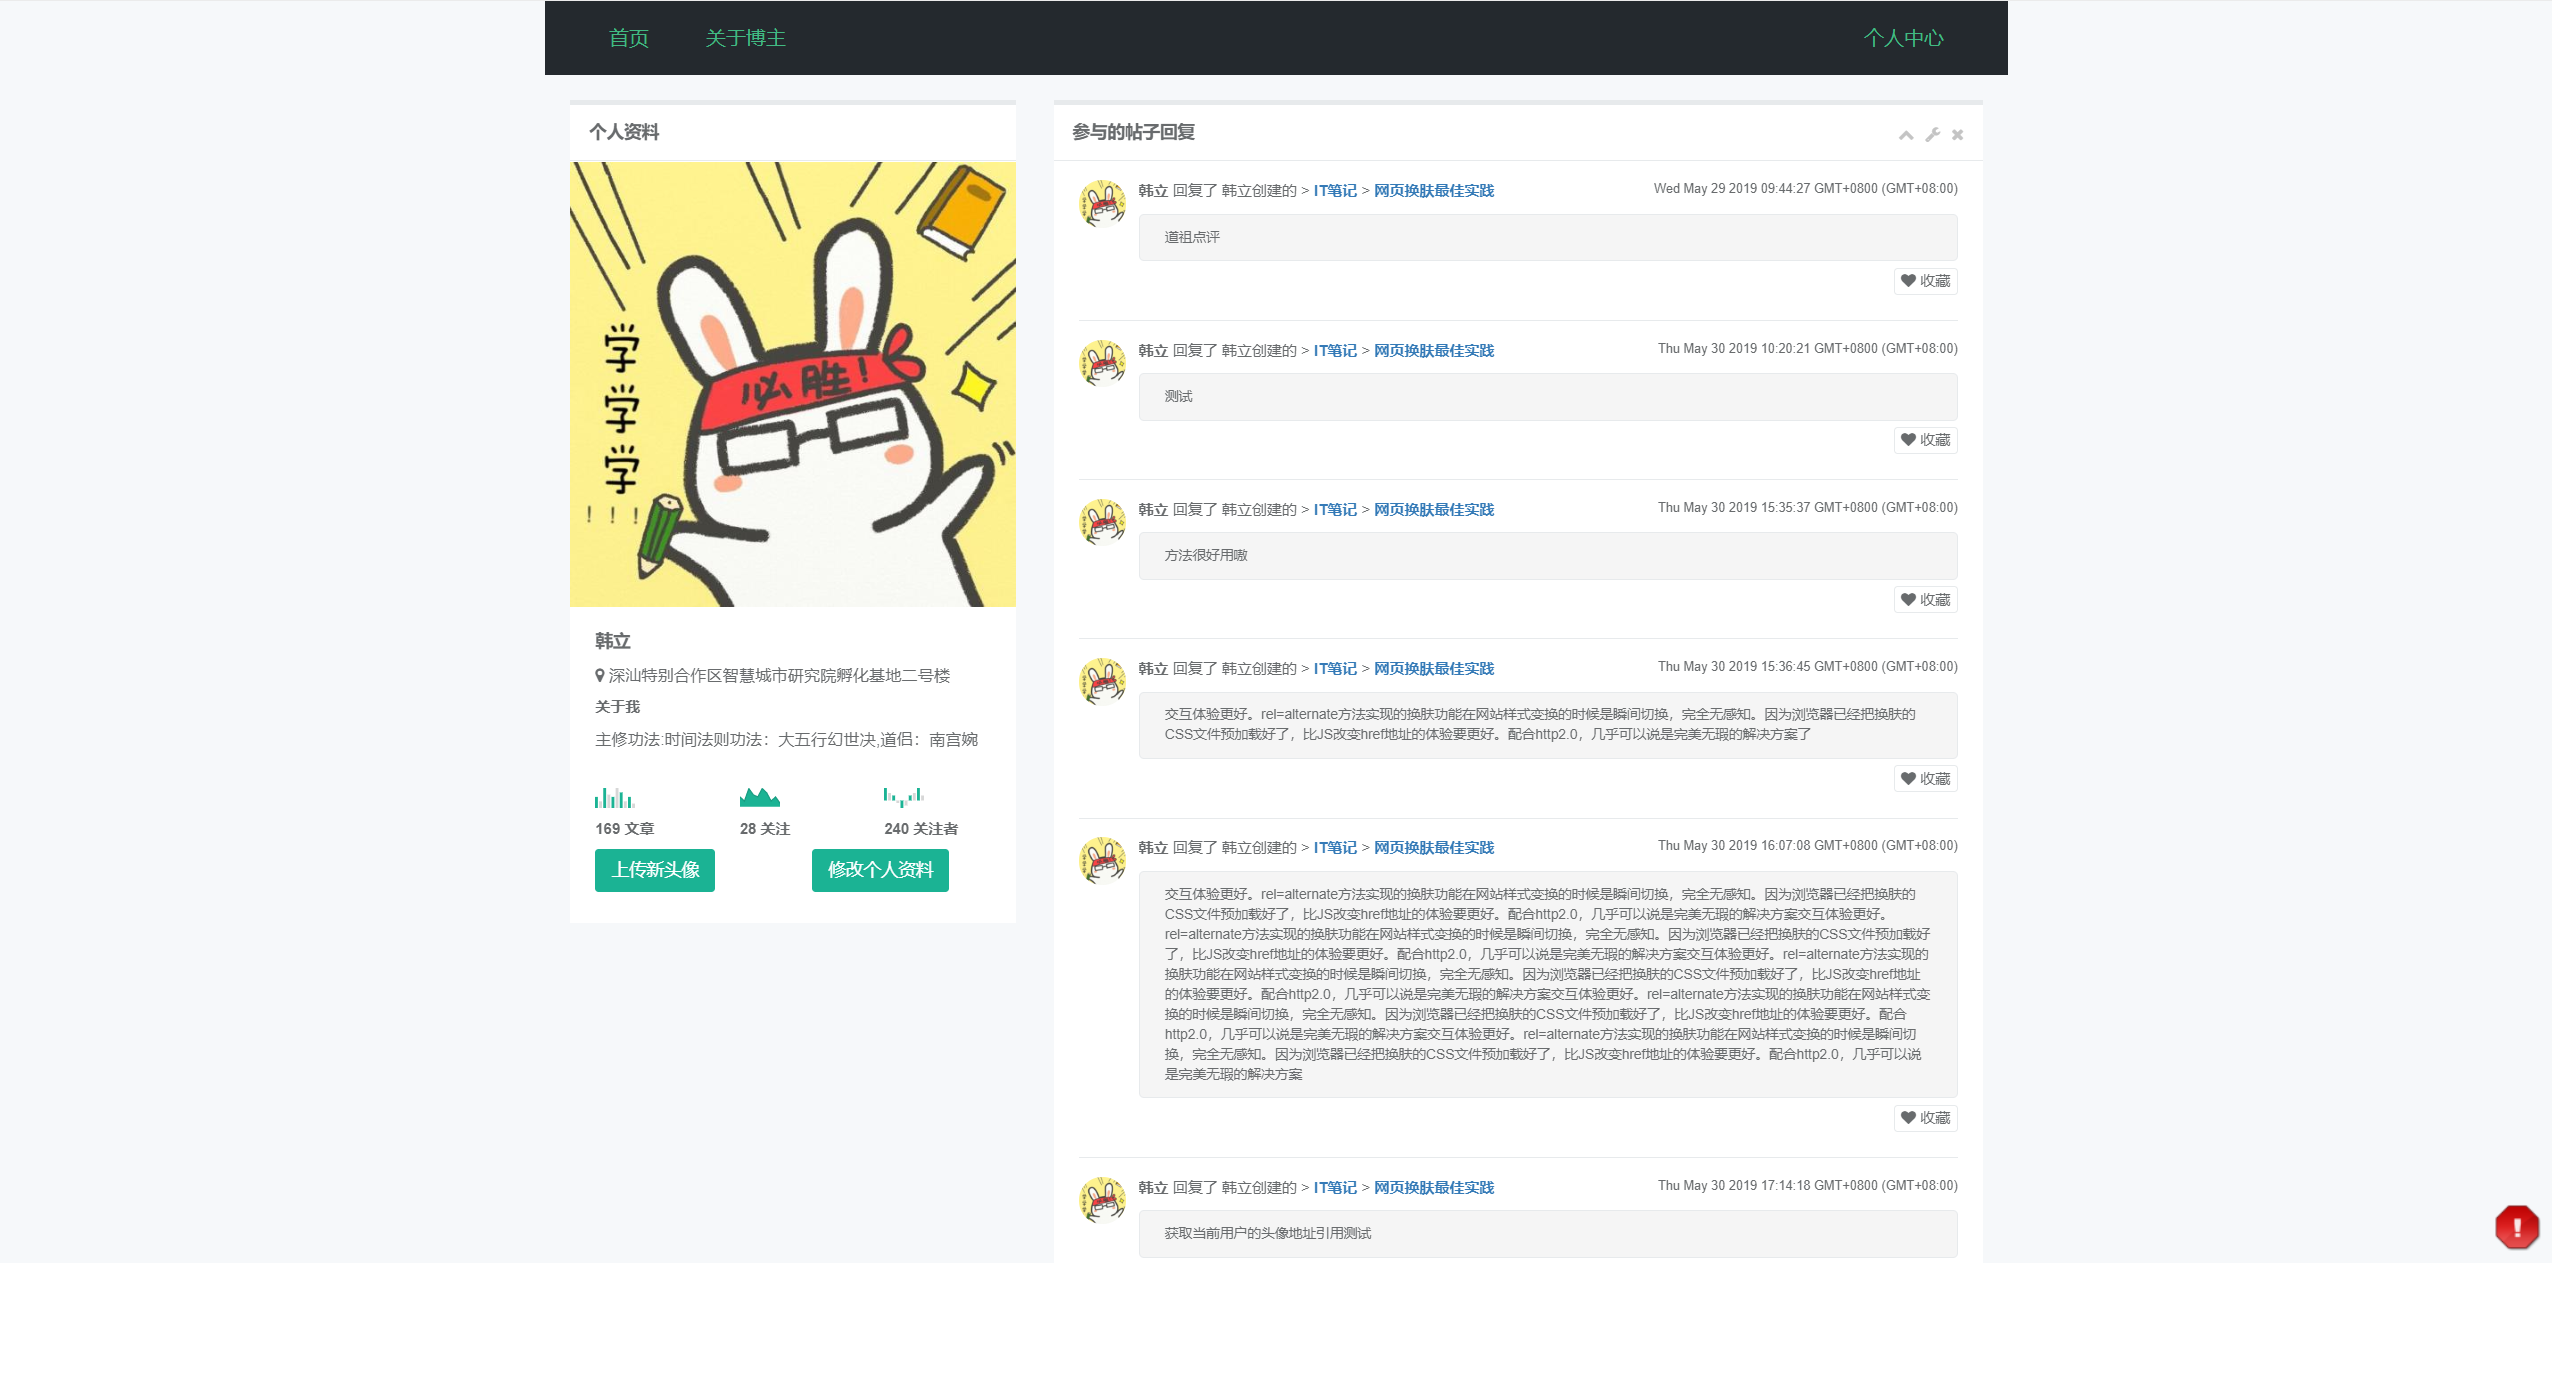 首页 关于博主 个人中心
个人资料
学
学
学
! ! !
必胜!
韩立
深汕特别合作区智慧城市研究院孵化基地二号楼
关于我
主修功法:时间法则功法：大五行幻世决,道侣：南宫婉
169 文章 28 关注 240 关注者
上传新头像 修改个人资料
参与的帖子回复
韩立 回复了 韩立创建的 > IT笔记 > 网页换肤最佳实践 Wed May 29 2019 09:44:27 GMT+0800 (GMT+08:00)
道祖点评
收藏
韩立 回复了 韩立创建的 > IT笔记 > 网页换肤最佳实践 Thu May 30 2019 10:20:21 GMT+0800 (GMT+08:00)
测试
收藏
韩立 回复了 韩立创建的 > IT笔记 > 网页换肤最佳实践 Thu May 30 2019 15:35:37 GMT+0800 (GMT+08:00)
方法很好用嗷
收藏
韩立 回复了 韩立创建的 > IT笔记 > 网页换肤最佳实践 Thu May 30 2019 15:36:45 GMT+0800 (GMT+08:00)
交互体验更好。rel=alternate方法实现的换肤功能在网站样式变换的时候是瞬间切换，完全无感知。因为浏览器已经把换肤的
CSS文件预加载好了，比JS改变href地址的体验要更好。配合http2.0，几乎可以说是完美无瑕的解决方案了
收藏
韩立 回复了 韩立创建的 > IT笔记 > 网页换肤最佳实践 Thu May 30 2019 16:07:08 GMT+0800 (GMT+08:00)
交互体验更好。rel=alternate方法实现的换肤功能在网站样式变换的时候是瞬间切换，完全无感知。因为浏览器已经把换肤的
CSS文件预加载好了，比JS改变href地址的体验要更好。配合http2.0，几乎可以说是完美无瑕的解决方案交互体验更好。
rel=alternate方法实现的换肤功能在网站样式变换的时候是瞬间切换，完全无感知。因为浏览器已经把换肤的CSS文件预加载好
了，比JS改变href地址的体验要更好。配合http2.0，几乎可以说是完美无瑕的解决方案交互体验更好。rel=alternate方法实现的
换肤功能在网站样式变换的时候是瞬间切换，完全无感知。因为浏览器已经把换肤的CSS文件预加载好了，比JS改变href地址
的体验要更好。配合http2.0，几乎可以说是完美无瑕的解决方案交互体验更好。rel=alternate方法实现的换肤功能在网站样式变
换的时候是瞬间切换，完全无感知。因为浏览器已经把换肤的CSS文件预加载好了，比JS改变href地址的体验要更好。配合
http2.0，几乎可以说是完美无瑕的解决方案交互体验更好。rel=alternate方法实现的换肤功能在网站样式变换的时候是瞬间切
换，完全无感知。因为浏览器已经把换肤的CSS文件预加载好了，比JS改变href地址的体验要更好。配合http2.0，几乎可以说
是完美无瑕的解决方案
收藏
韩立 回复了 韩立创建的 > IT笔记 > 网页换肤最佳实践 Thu May 30 2019 17:14:18 GMT+0800 (GMT+08:00)
获取当前用户的头像地址引用测试